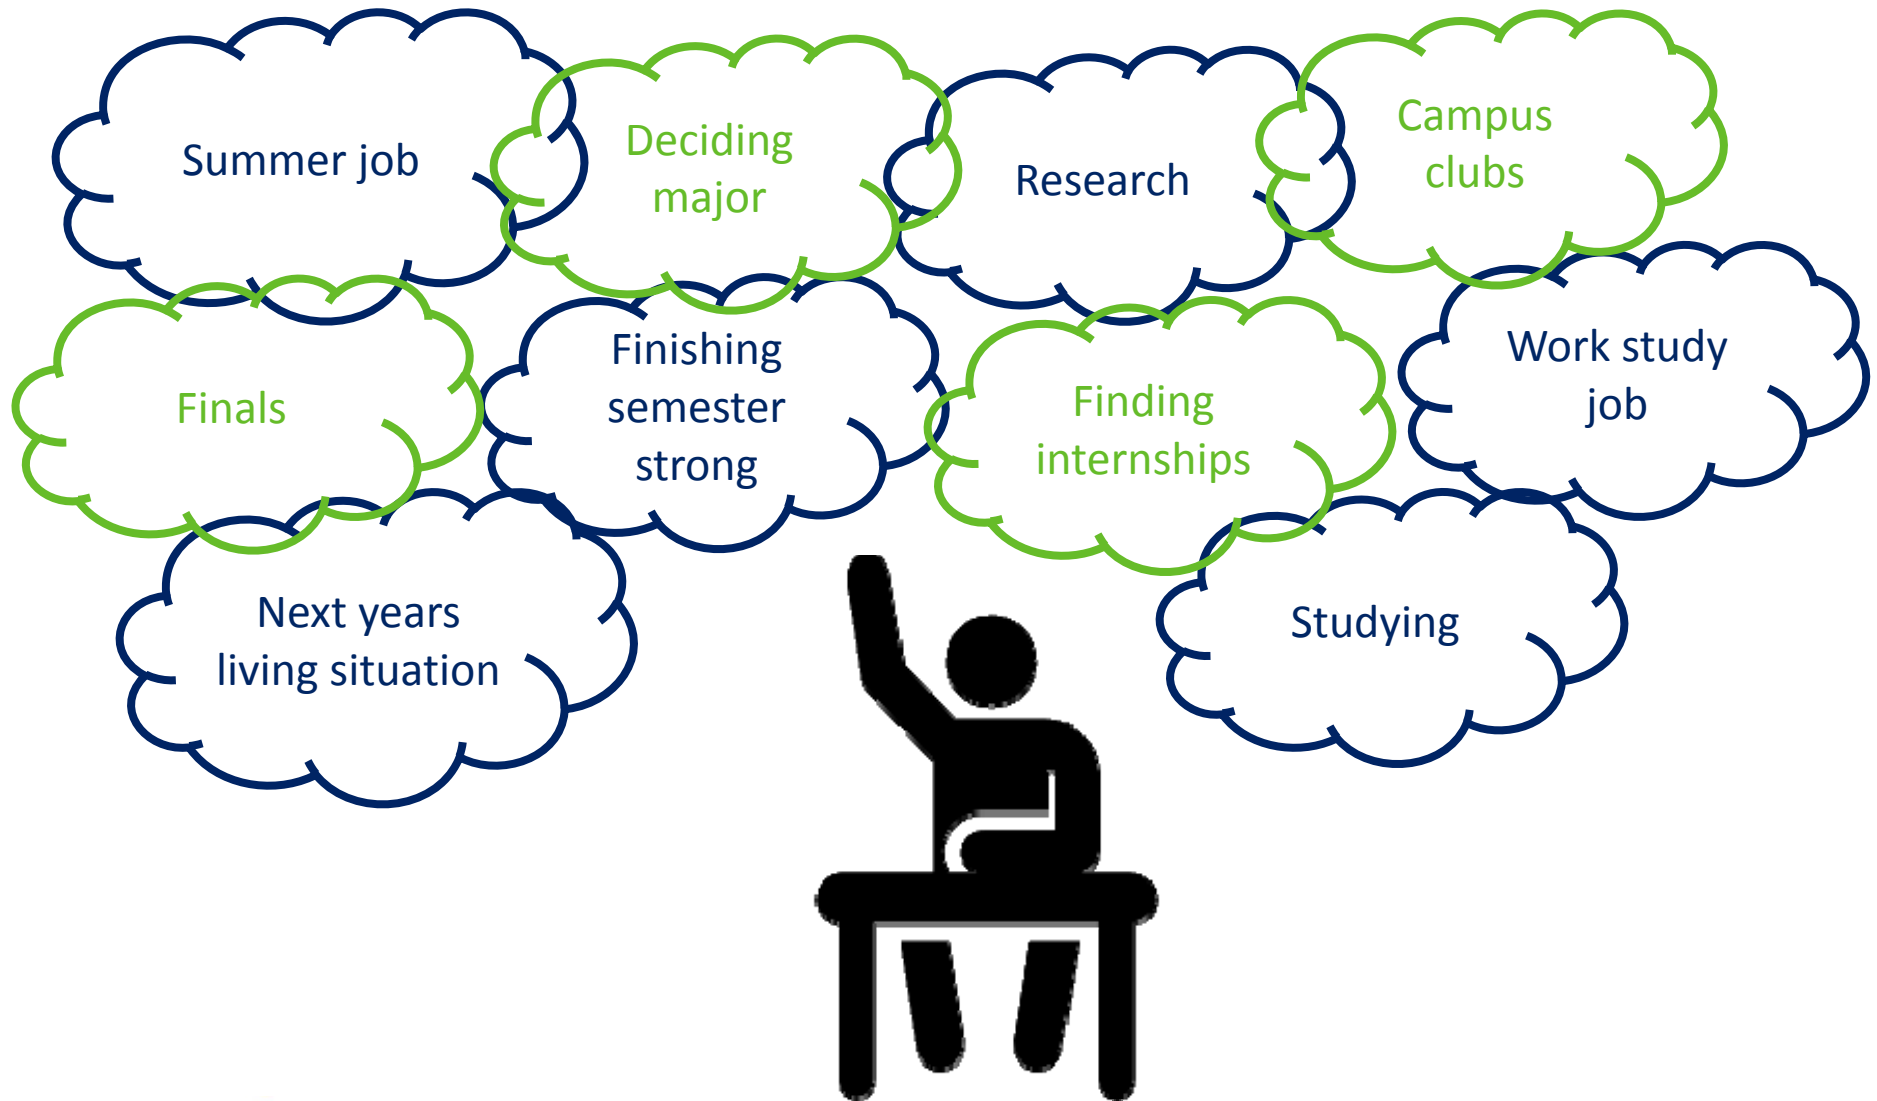 Summer job
Deciding
major
Research
Campus
clubs
Finals
Finishing
semester
strong
Finding
internships
Work study
job
Next years
living situation
Studying